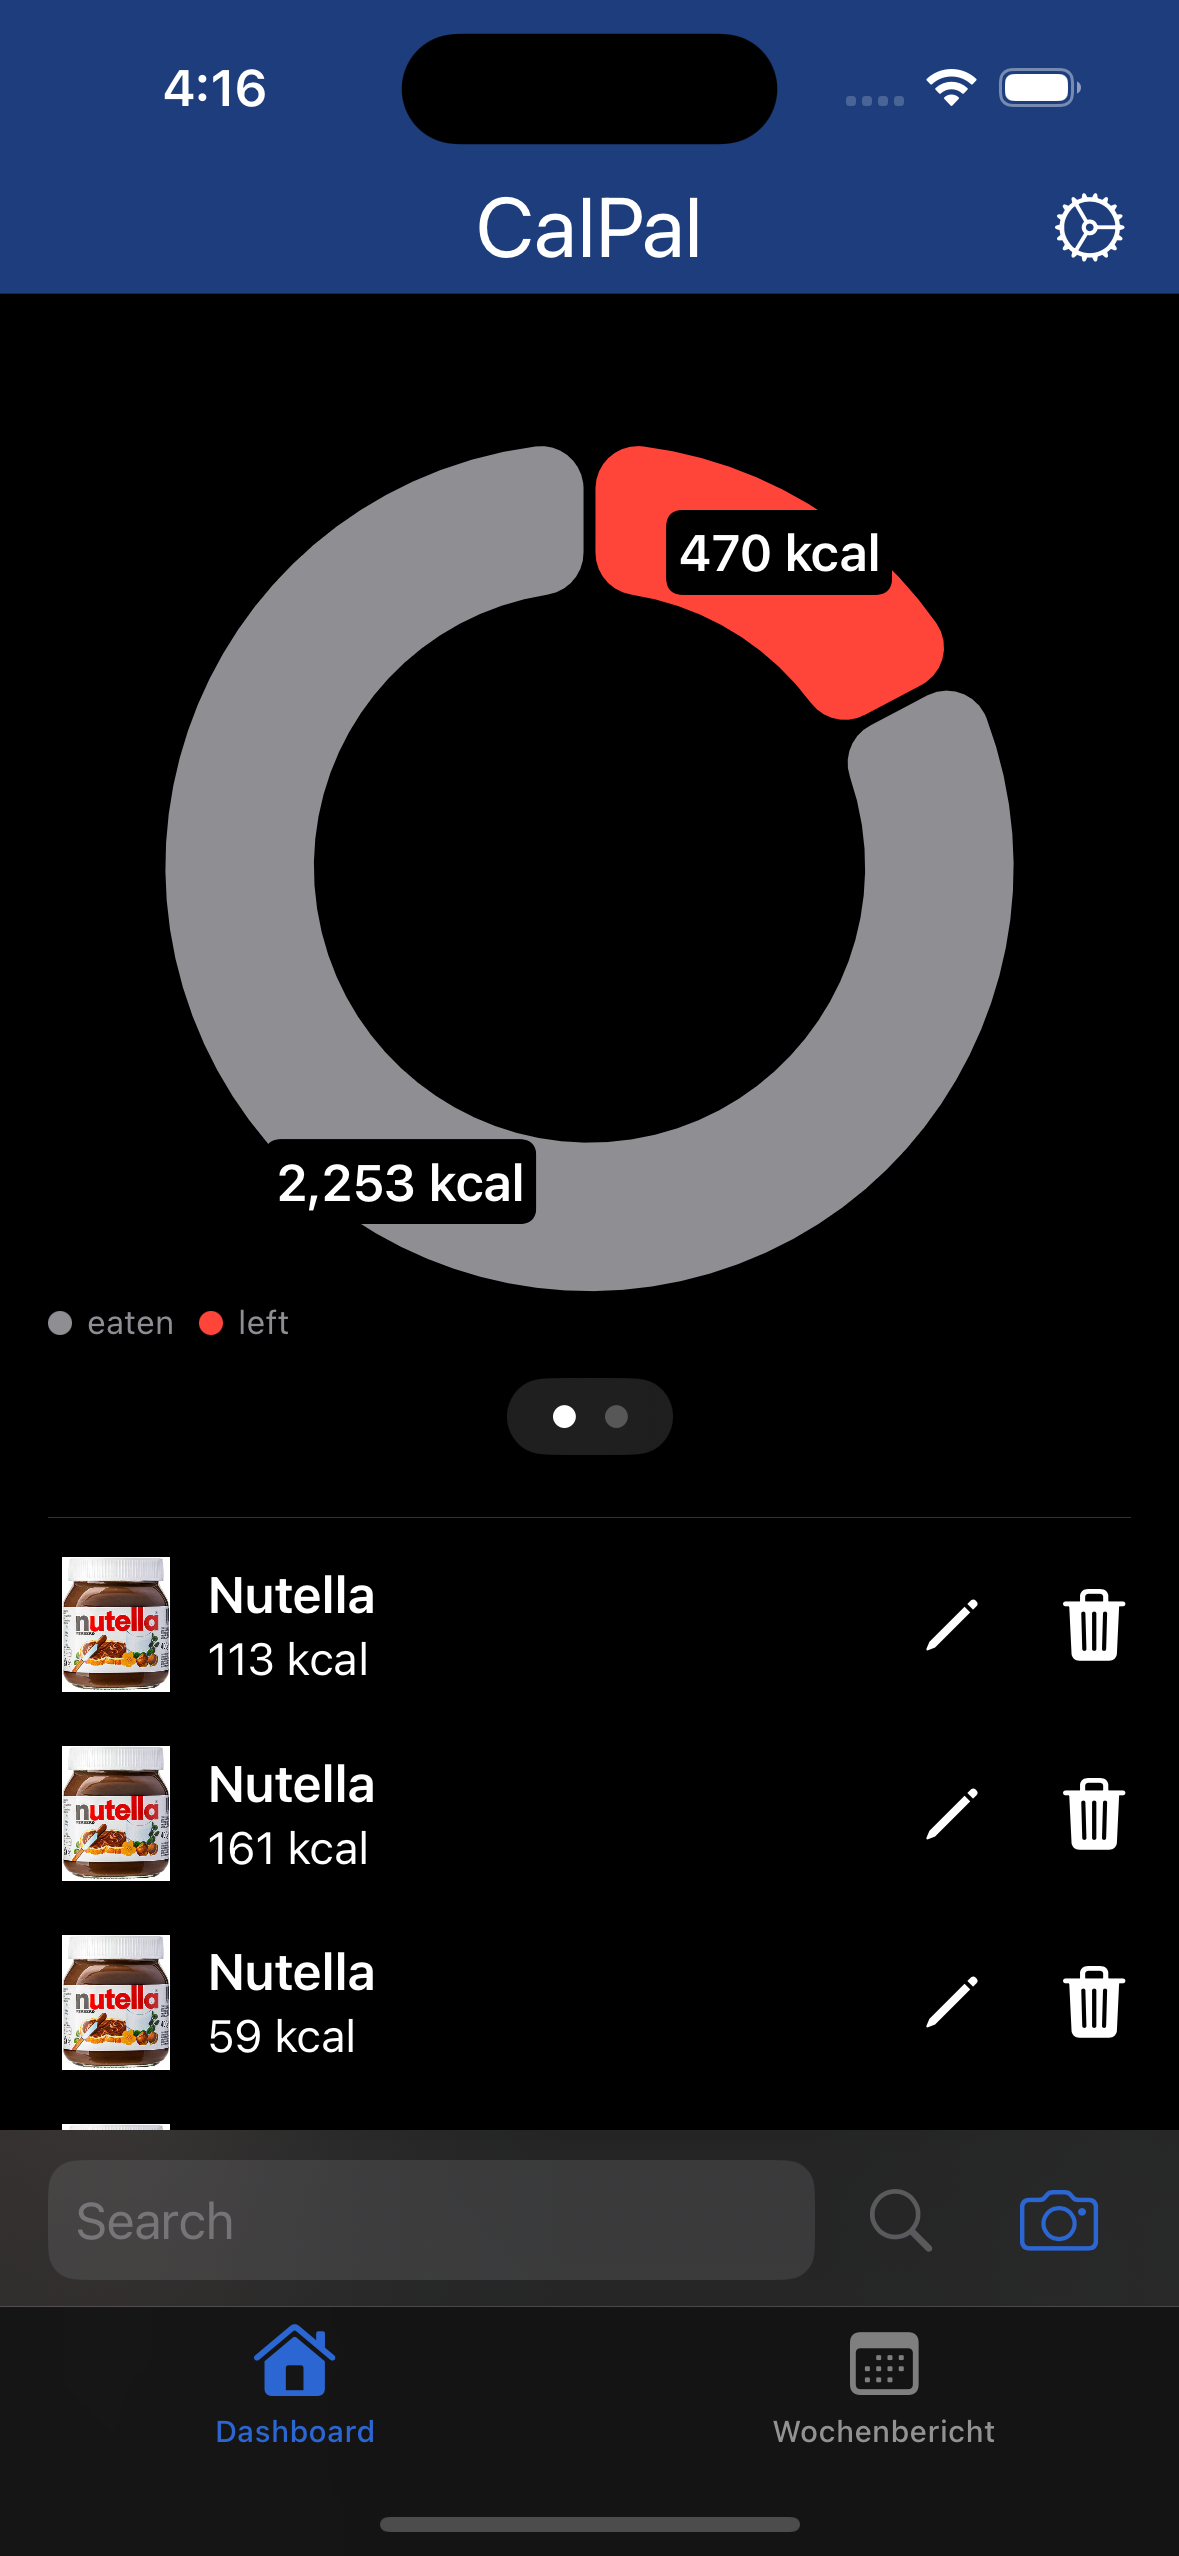 4:16
CalPal
470 kcal
2,253 kcal
eaten left
Nutella
113 kcal
nutella
Nutella
161 kcal
nutella
Nutella
59 kcal
nutella
Search
Dashboard
Wochenbericht